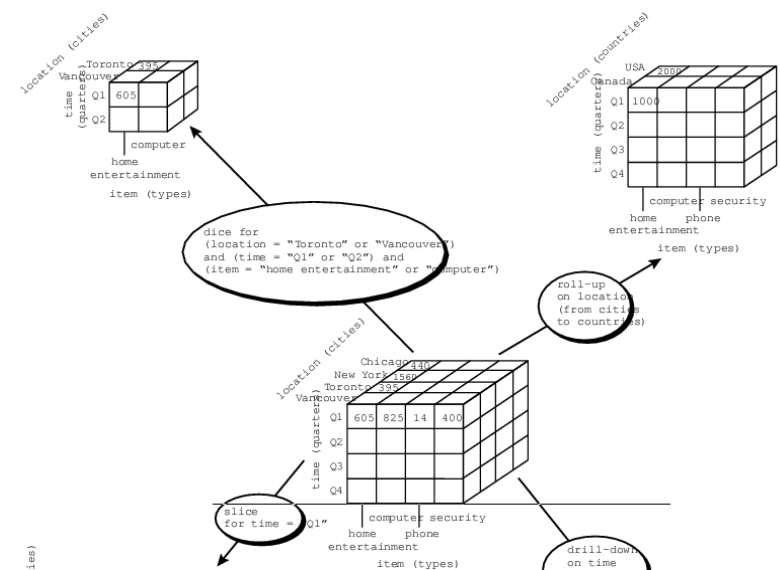 location (cities)
Toronto 395
Vancouver
time (quarters)
Q1 605
Q2
computer
home
entertainment
item (types)
location (countries)
USA 2000
Canada
time (quarters)
Q1 1000
Q2
Q3
Q4
computer security
home phone
entertainment
item (types)
dice for
(location = “Toronto” or “Vancouver”)
and (time = “Q1” or “Q2”) and
(item = “home entertainment” or “computer”)
roll-up
on location
(from cities
to countries)
location (cities)
Chicago 440
New York 1560
Toronto 395
Vancouver
time (quarters)
Q1 605 825 14 400
Q2
Q3
Q4
computer security
home phone
entertainment
item (types)
slice
for time = “Q1”
drill-down
on time